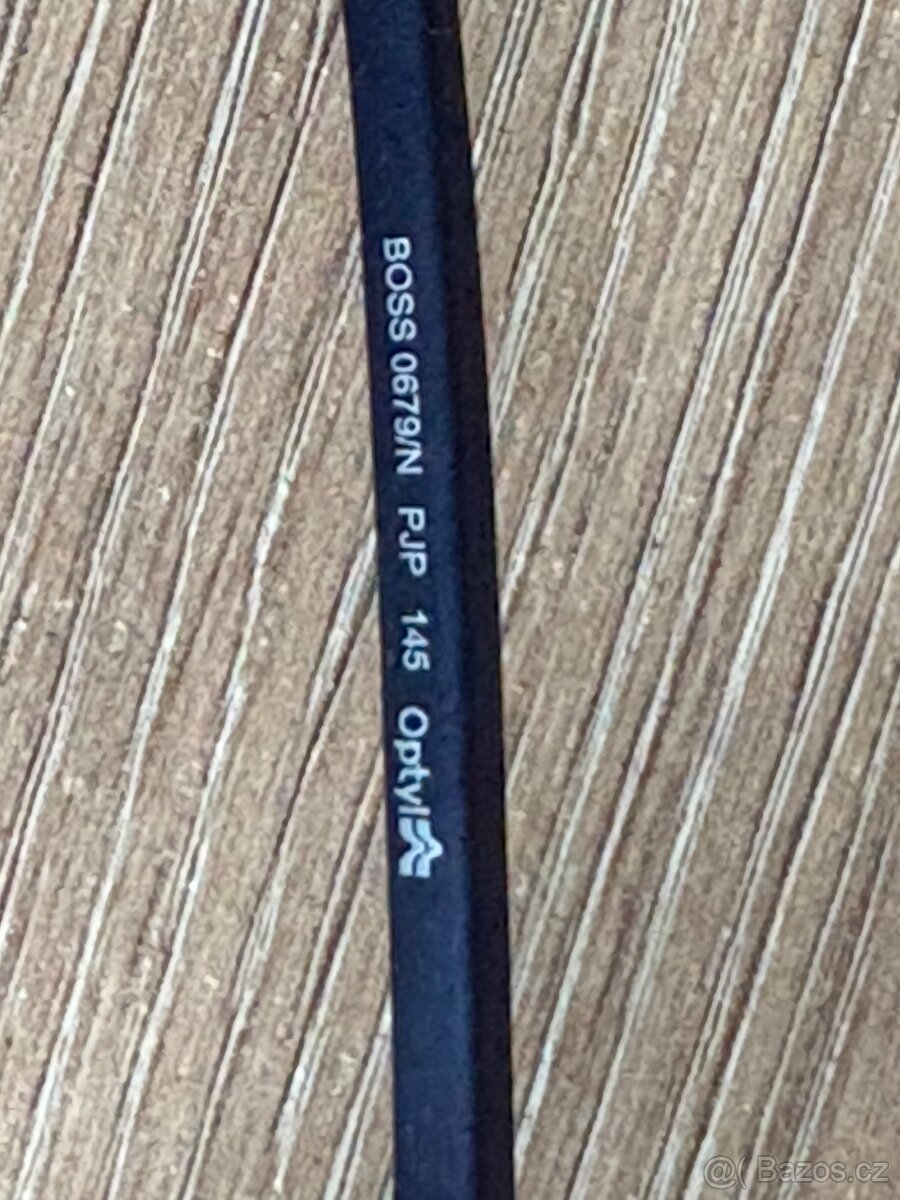 BOSS 0679/N PJP 145 Optyl
@( Bazos.cz